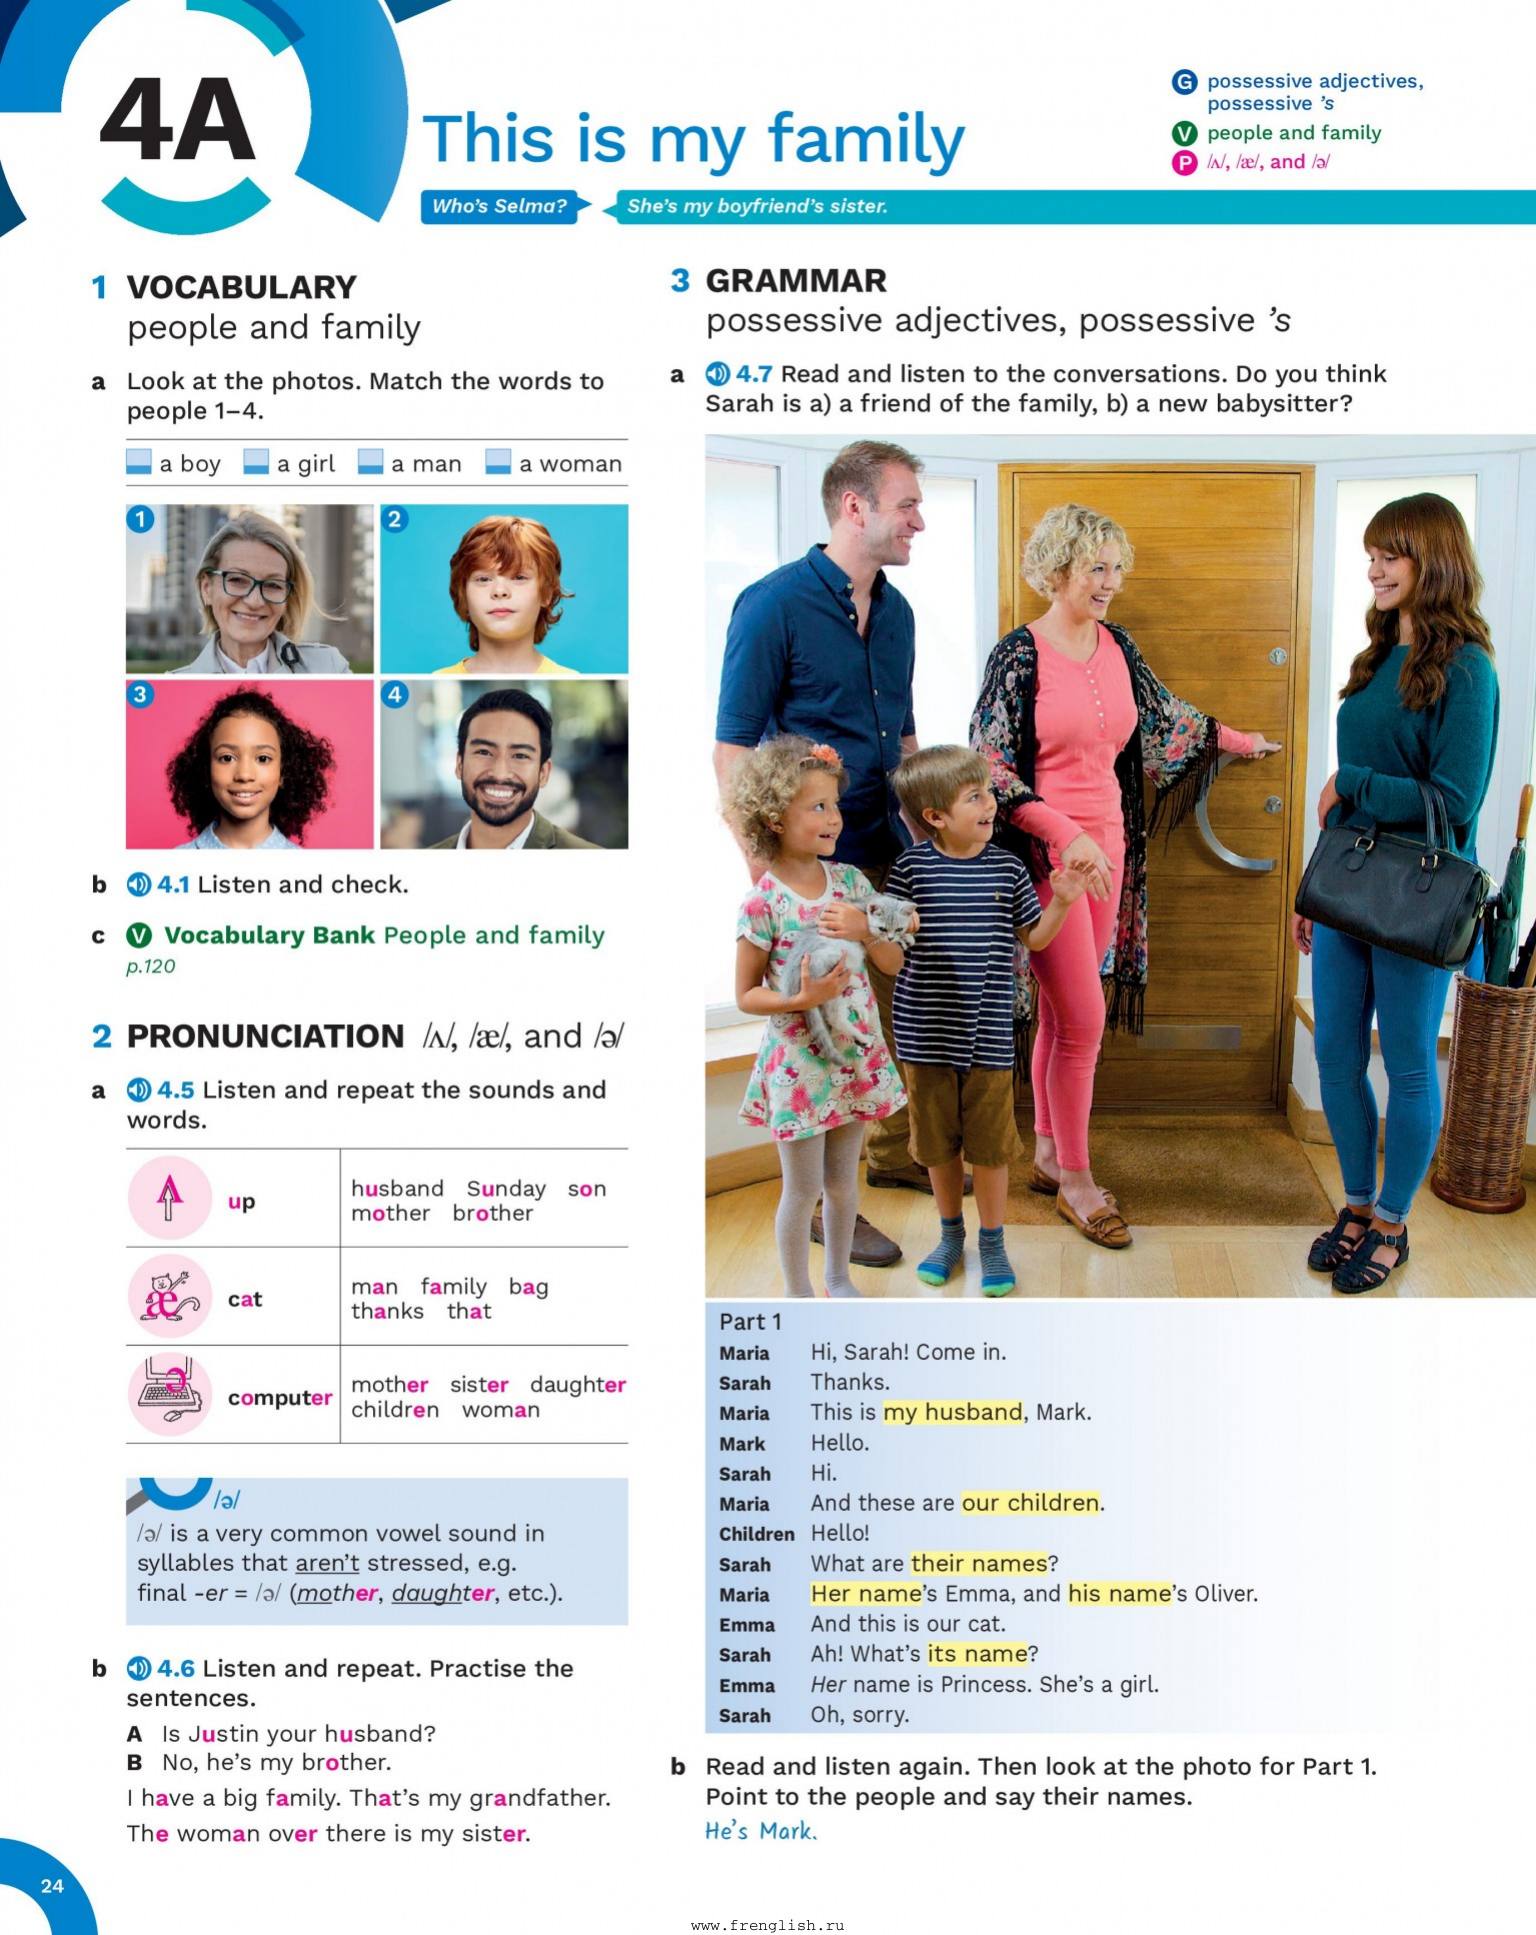 4A
This is my family
G possessive adjectives,
possessive 's
V people and family
P /ʌ/, /æ/, and /ə/
Who's Selma?
She's my boyfriend's sister.
1 VOCABULARY
people and family
a Look at the photos. Match the words to
people 1–4.
a boy a girl a man a woman
1
2
3
4
b 4.1 Listen and check.
c V Vocabulary Bank People and family
p.120
2 PRONUNCIATION /ʌ/, /æ/, and /ə/
a 4.5 Listen and repeat the sounds and
words.
ʌ
up
husband Sunday son
mother brother
æ
cat
man family bag
thanks that
ə
computer
mother sister daughter
children woman
/ə/
/ə/ is a very common vowel sound in
syllables that aren't stressed, e.g.
final -er = /ə/ (mother, daughter, etc.).
b 4.6 Listen and repeat. Practise the
sentences.
A Is Justin your husband?
B No, he's my brother.
I have a big family. That's my grandfather.
The woman over there is my sister.
3 GRAMMAR
possessive adjectives, possessive 's
a 4.7 Read and listen to the conversations. Do you think
Sarah is a) a friend of the family, b) a new babysitter?
Part 1
Maria Hi, Sarah! Come in.
Sarah Thanks.
Maria This is my husband, Mark.
Mark Hello.
Sarah Hi.
Maria And these are our children.
Children Hello!
Sarah What are their names?
Maria Her name's Emma, and his name's Oliver.
Emma And this is our cat.
Sarah Ah! What's its name?
Emma Her name is Princess. She's a girl.
Sarah Oh, sorry.
b Read and listen again. Then look at the photo for Part 1.
Point to the people and say their names.
He's Mark.
24
www.frenglish.ru